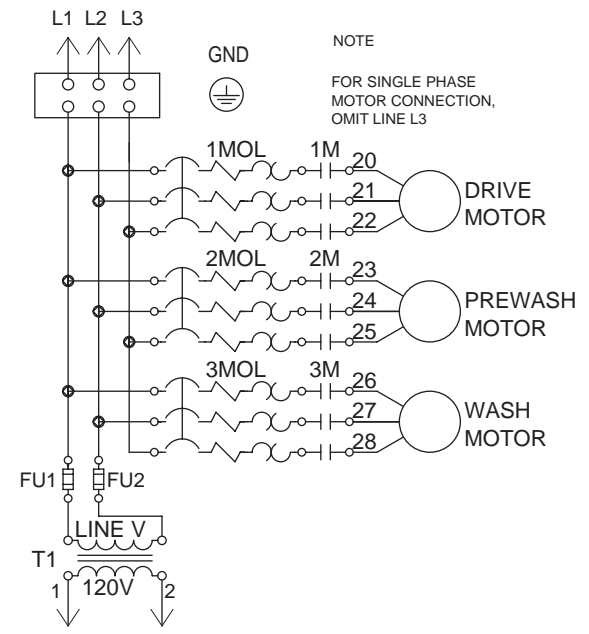 L1 L2 L3
GND
NOTE
FOR SINGLE PHASE
MOTOR CONNECTION,
OMIT LINE L3
1MOL 1M 20
21
22
DRIVE
MOTOR
2MOL 2M 23
24
25
PREWASH
MOTOR
3MOL 3M 26
27
28
WASH
MOTOR
FU1 FU2
LINE V
T1
1 120V 2